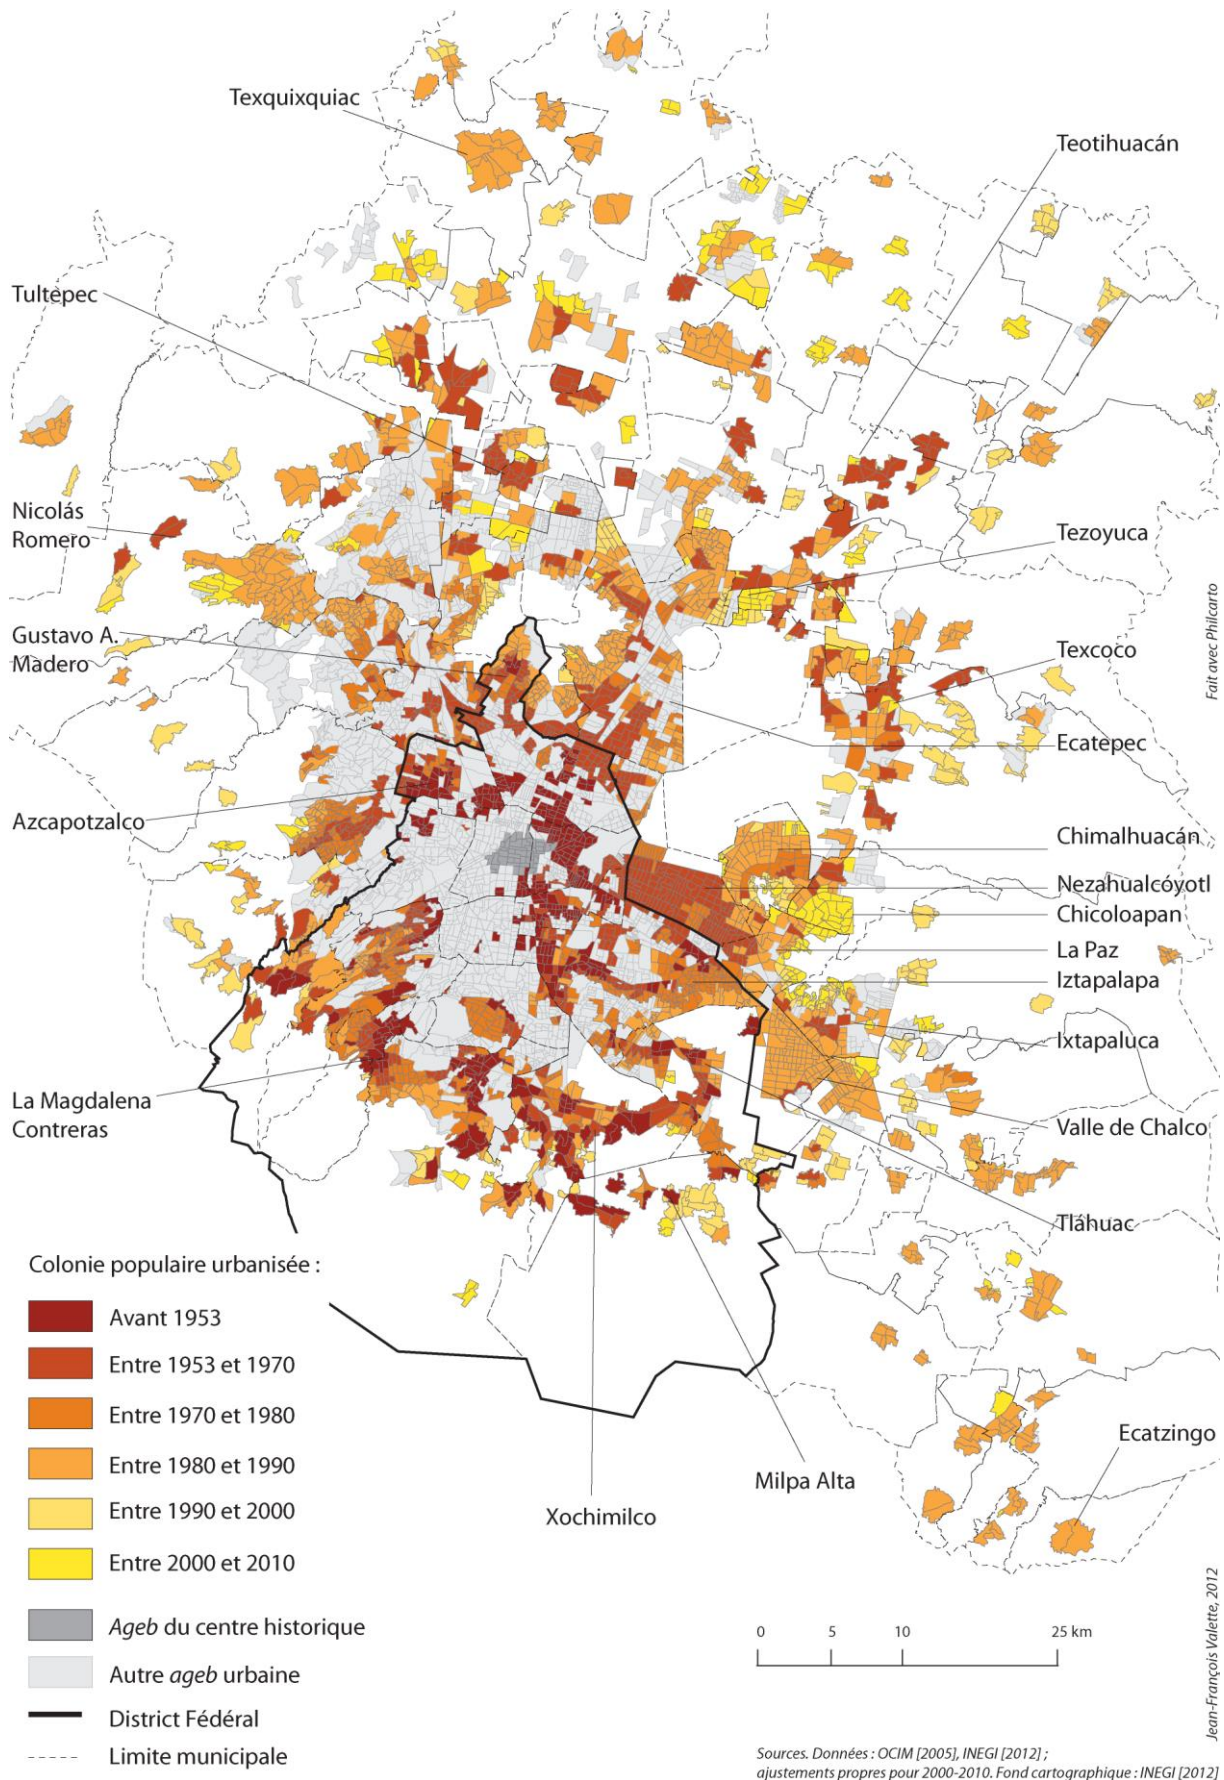 Texquixquiac
Teotihuacán
Tultepec
Nicolás
Romero
Tezoyuca
Gustavo A.
Madero
Texcoco
Fait avec Philcarto
Ecatepec
Azcapotzalco
Chimalhuacán
Nezahualcóyotl
Chicoloapan
La Paz
Iztapalapa
Ixtapaluca
La Magdalena
Contreras
Valle de Chalco
Tláhuac
Ecatzingo
Milpa Alta
Xochimilco
Colonie populaire urbanisée :
Avant 1953
Entre 1953 et 1970
Entre 1970 et 1980
Entre 1980 et 1990
Entre 1990 et 2000
Entre 2000 et 2010
Ageb du centre historique
Autre ageb urbaine
District Fédéral
Limite municipale
0 5 10 25 km
Jean-François Valette, 2012
Sources. Données : OCIM [2005], INEGI [2012] ;
ajustements propres pour 2000-2010. Fond cartographique : INEGI [2012]